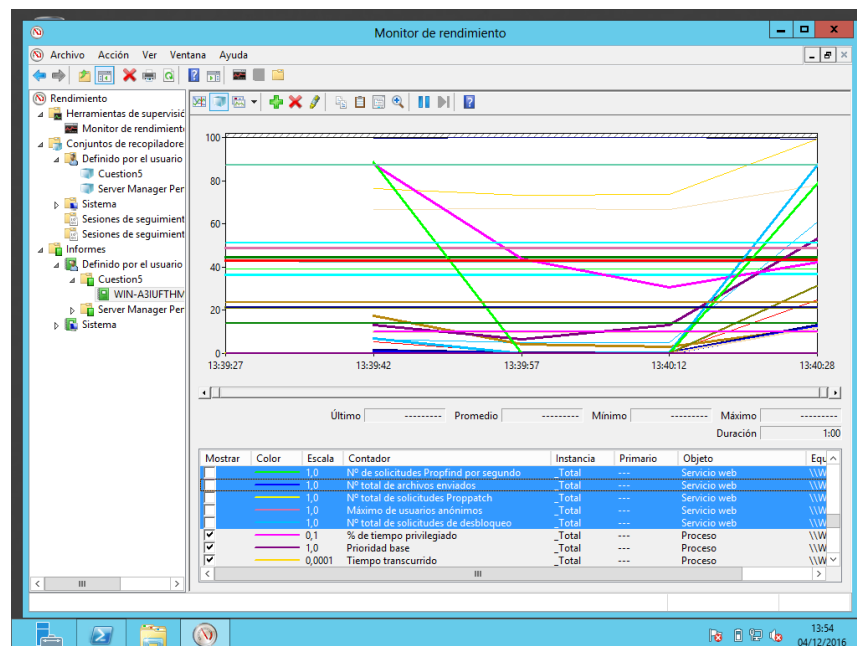 Monitor de rendimiento
Archivo Acción Ver Ventana Ayuda
Rendimiento
Herramientas de supervisió
Monitor de rendimient
Conjuntos de recopiladore
Definido por el usuario
Cuestion5
Server Manager Per
Sistema
Sesiones de seguimient
Sesiones de seguimient
Informes
Definido por el usuario
Cuestion5
WIN-A3IUFTHM
Server Manager Per
Sistema
100
80
60
40
20
0
13:39:27 13:39:42 13:39:57 13:40:12 13:40:28
Último --------- Promedio --------- Mínimo --------- Máximo ---------
Duración 1:00
Mostrar Color Escala Contador Instancia Primario Objeto Equ
1,0 Nº de solicitudes Propfind por segundo _Total --- Servicio web \\W
1,0 Nº total de archivos enviados _Total --- Servicio web \\W
1,0 Nº total de solicitudes Proppatch _Total --- Servicio web \\W
1,0 Máximo de usuarios anónimos _Total --- Servicio web \\W
1,0 Nº total de solicitudes de desbloqueo _Total --- Servicio web \\W
0,1 % de tiempo privilegiado _Total --- Proceso \\W
1,0 Prioridad base _Total --- Proceso \\W
0,0001 Tiempo transcurrido _Total --- Proceso \\W
13:54
04/12/2016